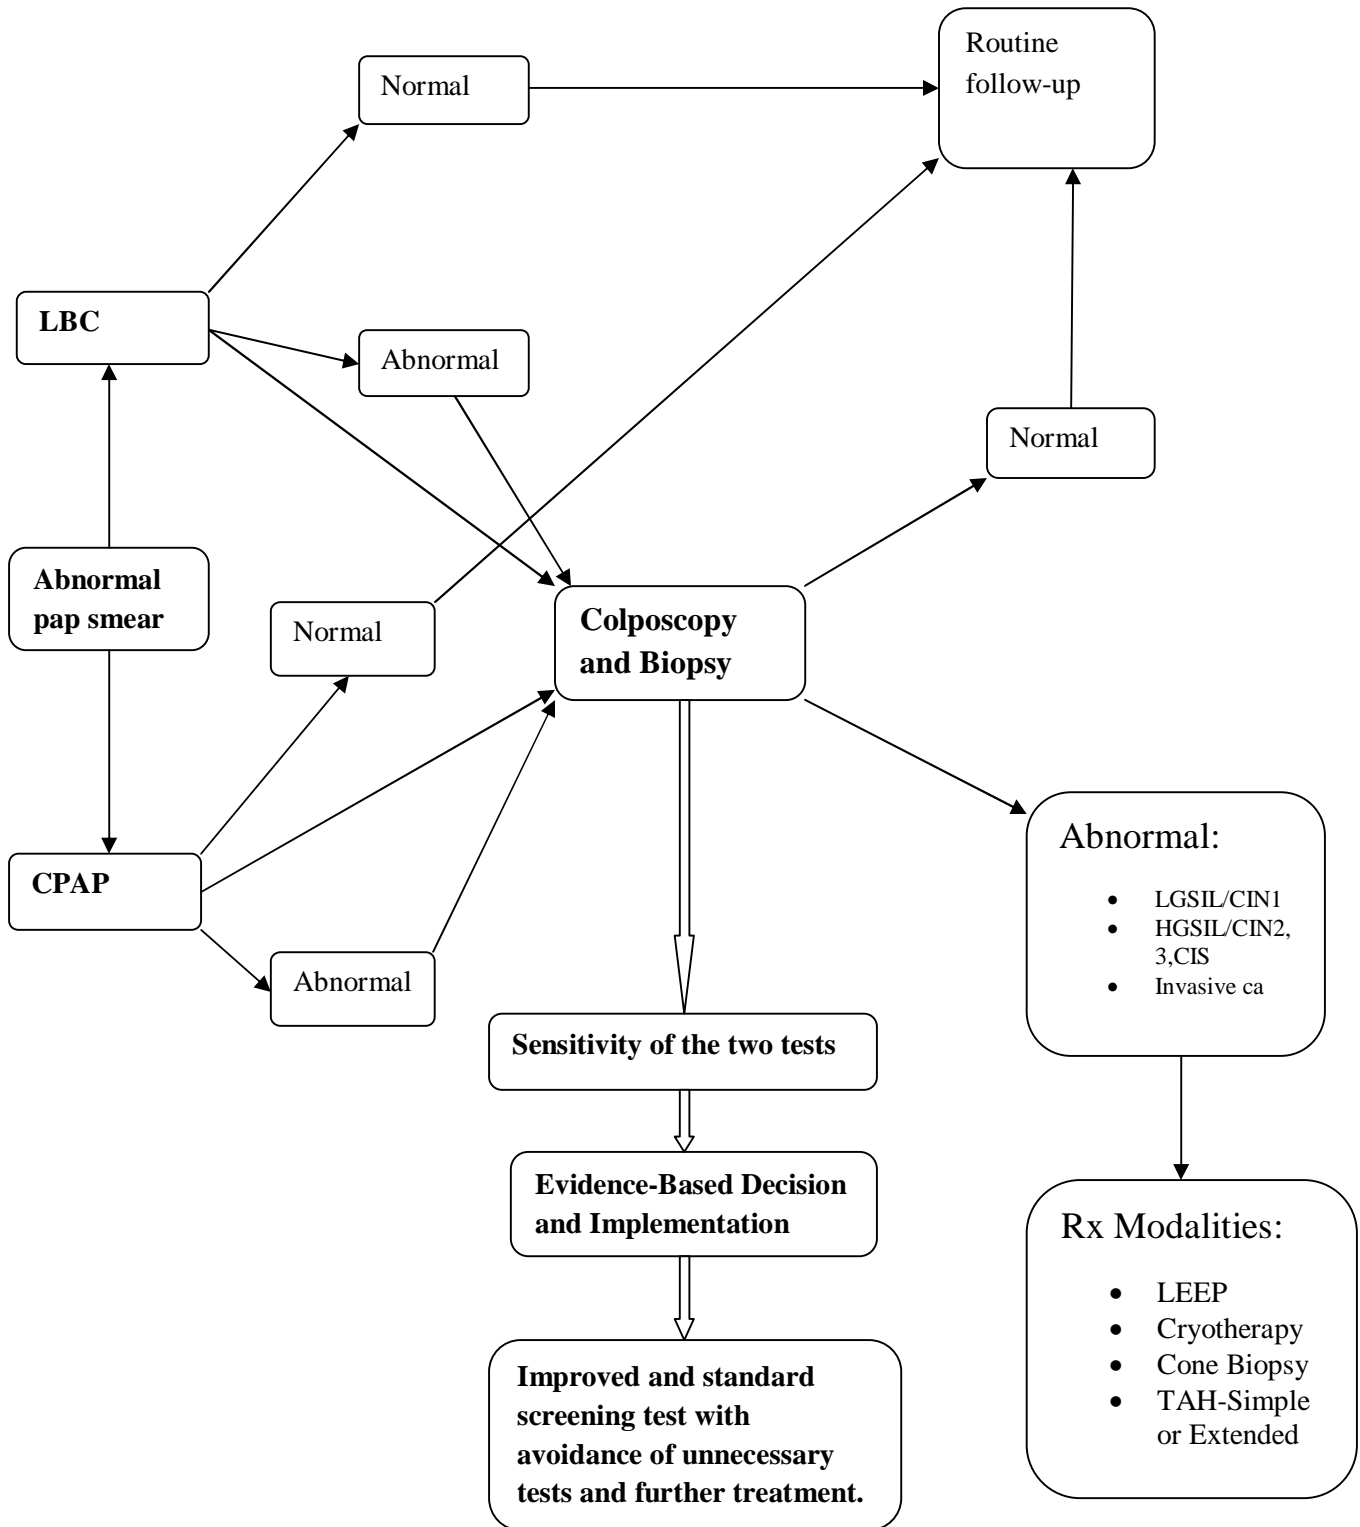 Routine
follow-up
Normal
LBC
Abnormal
Normal
Abnormal
pap smear
Normal
Colposcopy
and Biopsy
CPAP
Abnormal
Abnormal:
• LGSIL/CIN1
• HGSIL/CIN2,
3,CIS
• Invasive ca
Sensitivity of the two tests
Evidence-Based Decision
and Implementation
Rx Modalities:
• LEEP
• Cryotherapy
• Cone Biopsy
• TAH-Simple
or Extended
Improved and standard
screening test with
avoidance of unnecessary
tests and further treatment.